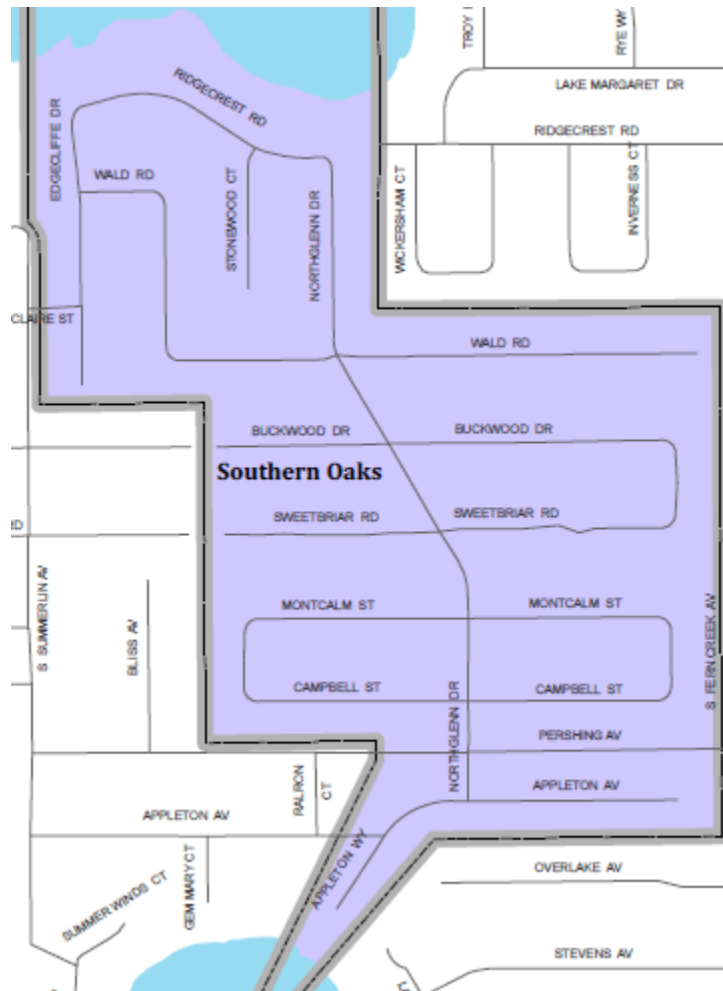 TROY
RYE WY
RIDGECREST RD
LAKE MARGARET DR
EDGECLIFFE DR
RIDGECREST RD
WALD RD
STONEWOOD CT
NORTHGLENN DR
WICKERSHAM CT
INVERNESS CT
CLAIRE ST
WALD RD
BUCKWOOD DR
BUCKWOOD DR
Southern Oaks
SWEETBRIAR RD
SWEETBRIAR RD
RD
S SUMMERLIN AV
BLISS AV
MONTCALM ST
MONTCALM ST
S FERNCREEK AV
CAMPBELL ST
CAMPBELL ST
NORTHGLENN DR
PERSHING AV
RALRON CT
APPLETON AV
APPLETON AV
APPLETON WY
GEM MARY CT
OVERLAKE AV
SUMMER WINDS CT
STEVENS AV